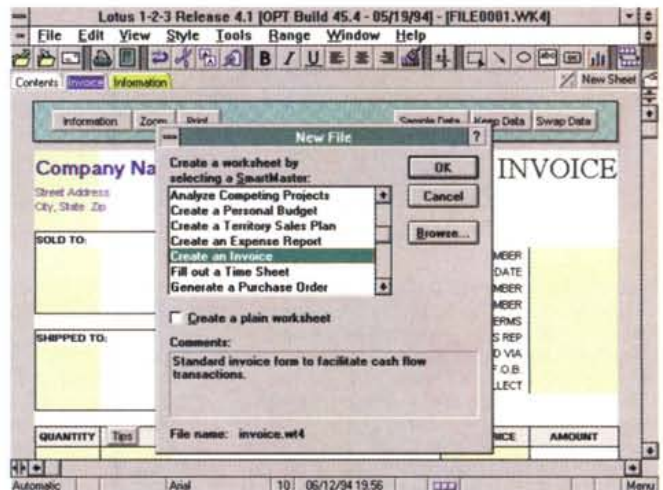 Lotus 1-2-3 Release 4.1 [OPT Build 45.4 - 05/19/94] - [FILE0001.WK4]
File Edit View Style Tools Range Window Help
B I U
Contents Invoice Information New Sheet
Information Zoom Print Sample Data Keep Data Swap Data
New File ?
Company Na
Street Address
City, State Zip
INVOICE
Create a worksheet by
selecting a SmartMaster:
Analyze Competing Projects
Create a Personal Budget
Create a Territory Sales Plan
Create an Expense Report
Create an Invoice
Fill out a Time Sheet
Generate a Purchase Order
OK
Cancel
Browse...
SOLD TO:
MBER
DATE
MBER
MBER
ERMS
S REP
D VIA
F.O.B.
LLECT
Create a plain worksheet
SHIPPED TO:
Comments:
Standard invoice form to facilitate cash flow
transactions.
File name: invoice.wt4
QUANTITY Tips ICE AMOUNT
Automatic Arial 10 06/12/94 19:56 Menu